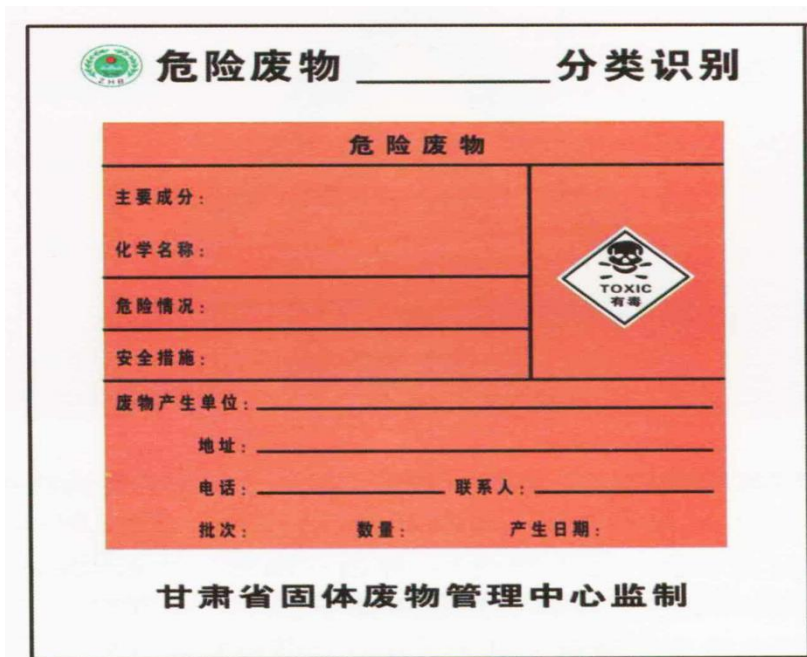 ZHB
危险废物 ________ 分类识别
危险废物
主要成分:
化学名称:
TOXIC
有毒
危险情况:
安全措施:
废物产生单位:
地址:
电话: 联系人:
批次: 数量: 产生日期:
甘肃省固体废物管理中心监制